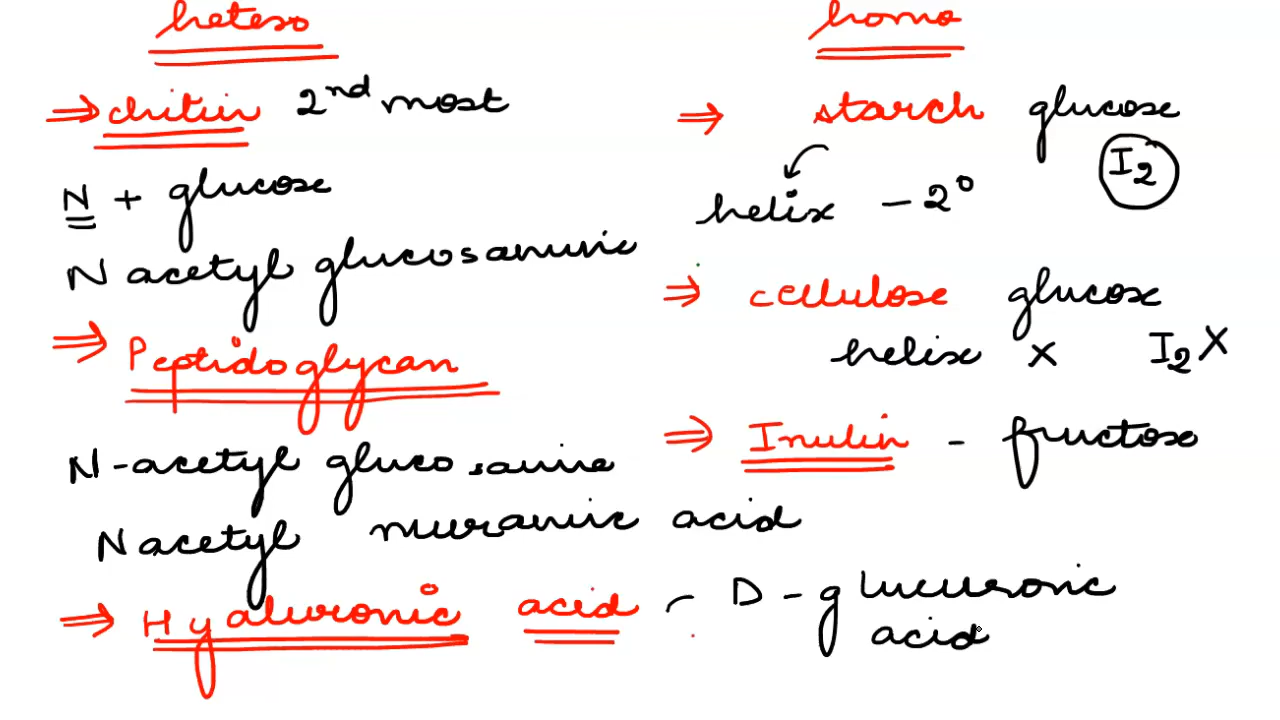 hetero
homo
⇒ chitin 2nd most
⇒ starch glucose
I2
N + glucose
helix - 2°
N acetyl glucosamine
⇒ cellulose glucose
helix x I2 X
⇒ Peptidoglycan
⇒ Inulin - fructose
N-acetyl glucosamine
N acetyl muramic acid
⇒ Hyaluronic acid - D-glucuronic
acid